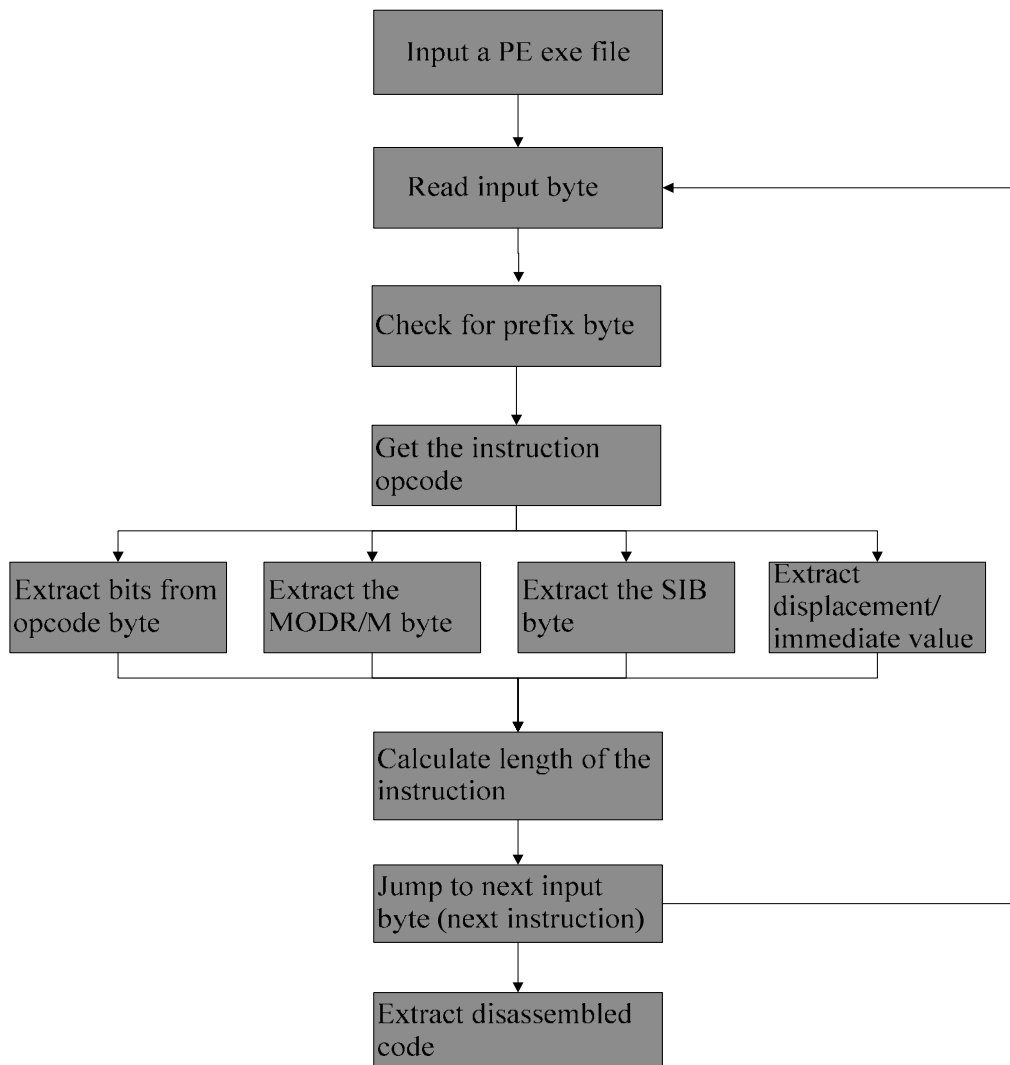 Input a PE exe file
Read input byte
Check for prefix byte
Get the instruction
opcode
Extract bits from
opcode byte
Extract the
MODR/M byte
Extract the SIB
byte
Extract
displacement/
immediate value
Calculate length of the
instruction
Jump to next input
byte (next instruction)
Extract disassembled
code